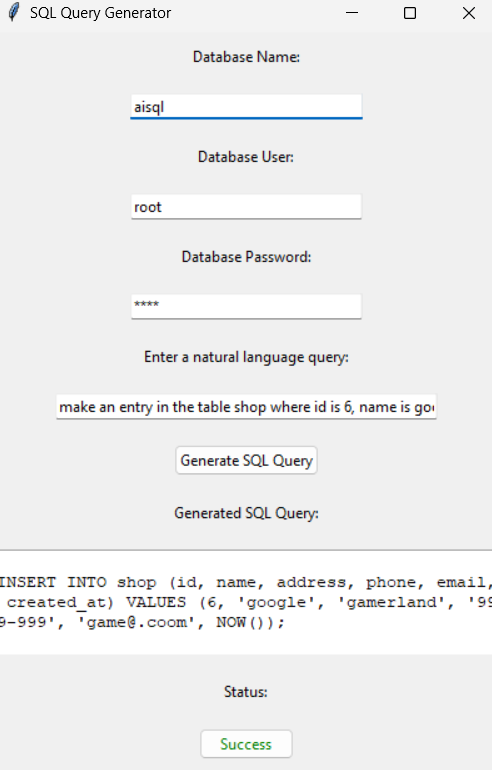 SQL Query Generator
Database Name:
aisql
Database User:
root
Database Password:
****
Enter a natural language query:
make an entry in the table shop where id is 6, name is go
Generate SQL Query
Generated SQL Query:
INSERT INTO shop (id, name, address, phone, email,
created_at) VALUES (6, 'google', 'gamerland', '99
9-999', 'game@.coom', NOW());
Status:
Success